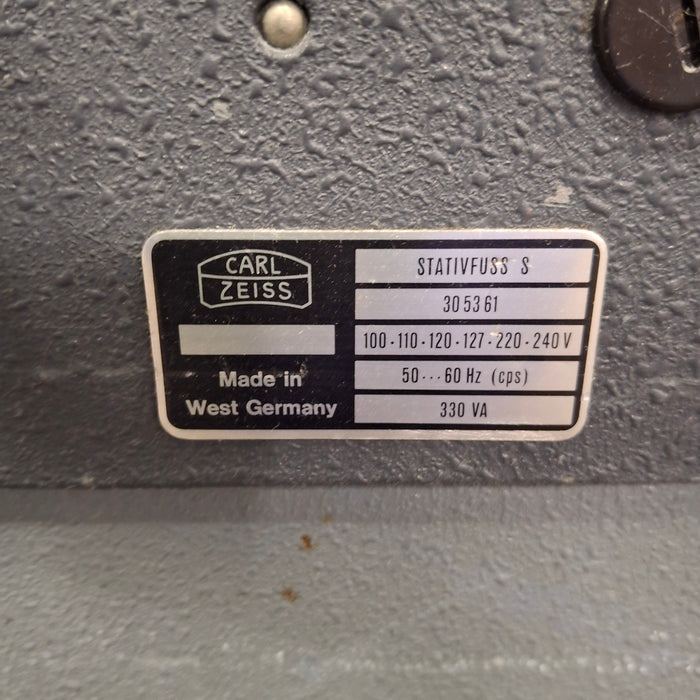 CARL
ZEISS
Made in
West Germany
STATIVFUSS S
30 53 61
100·110·120·127·220·240 V
50···60 Hz (cps)
330 VA